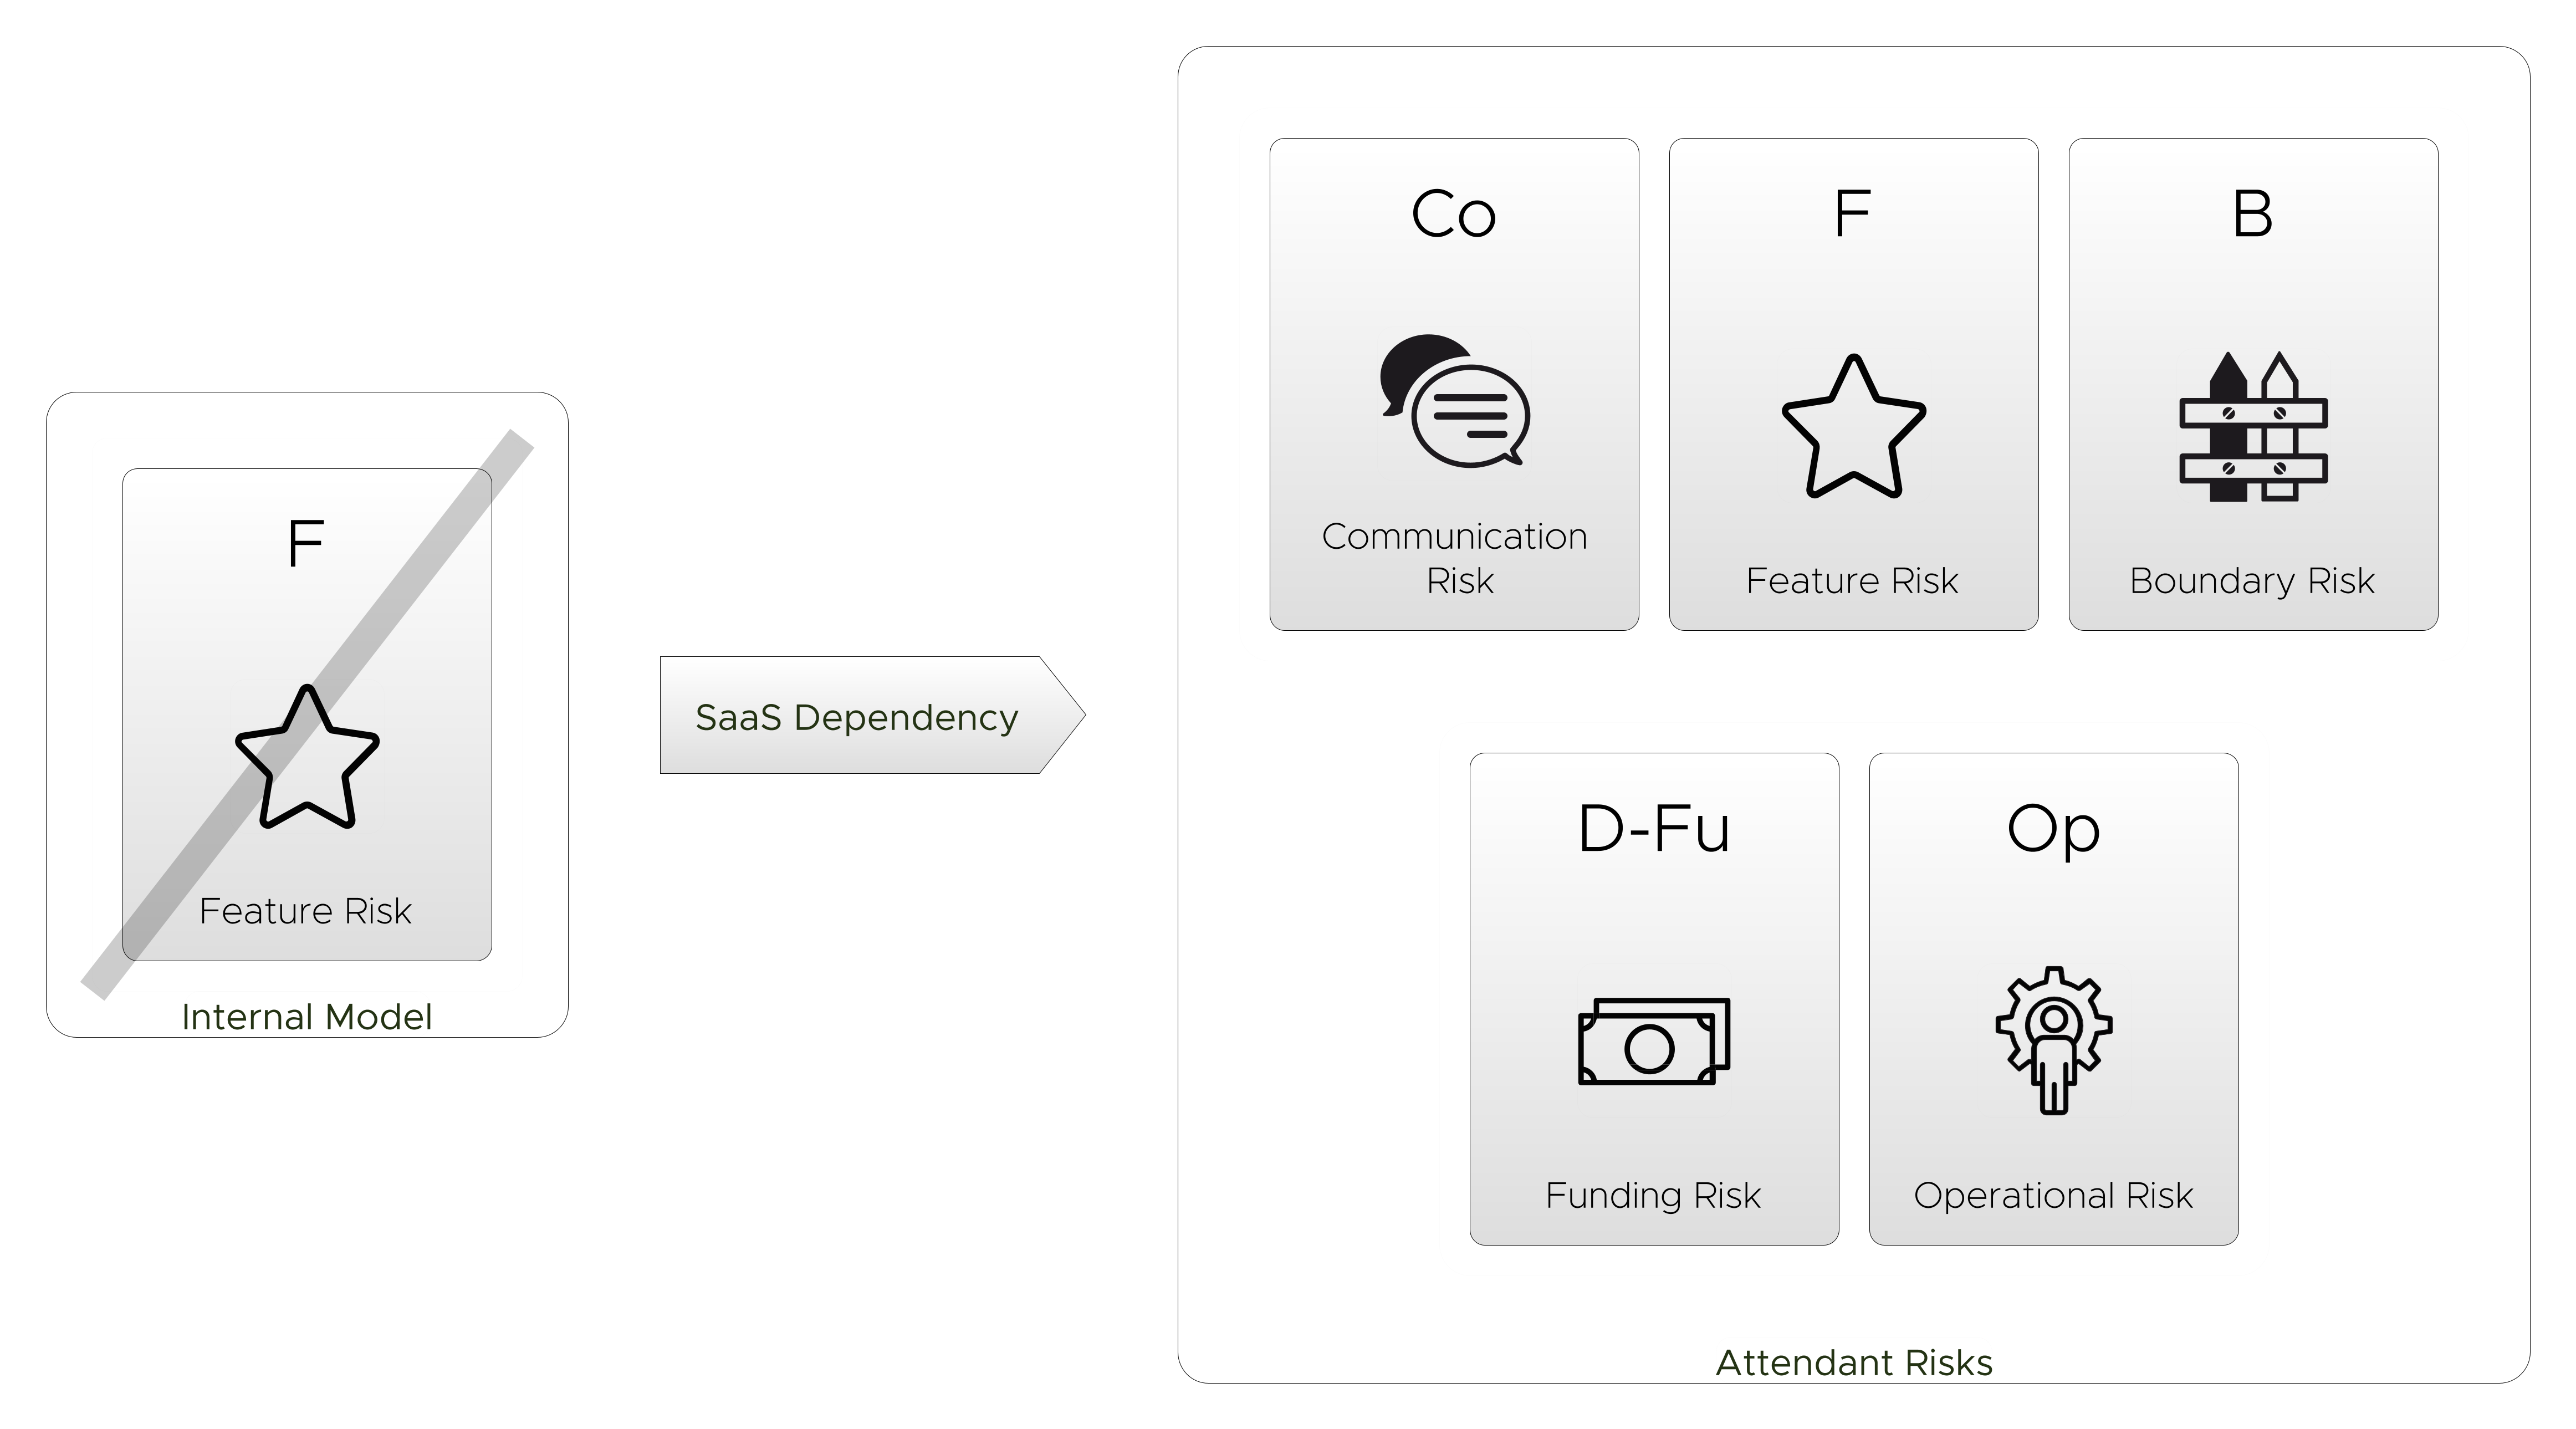 F
Feature Risk
Internal Model
SaaS Dependency
Co
Communication
Risk
F
Feature Risk
B
Boundary Risk
D-Fu
Funding Risk
Op
Operational Risk
Attendant Risks